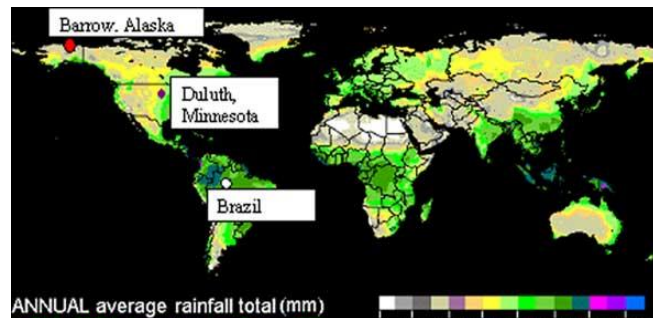 Barrow, Alaska
Duluth,
Minnesota
Brazil
ANNUAL average rainfall total (mm)